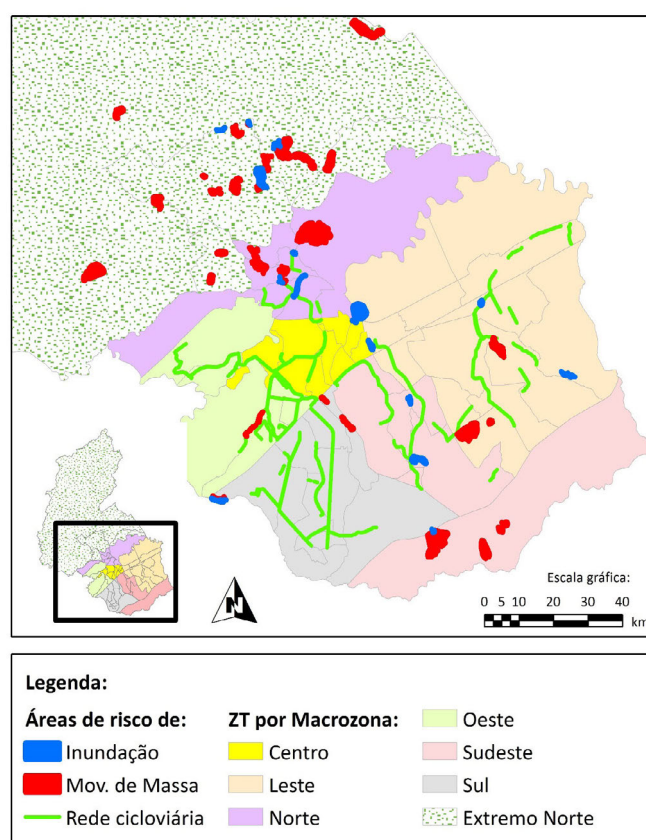 N
Escala gráfica:
0 5 10 20 30 40
km
Legenda:
Áreas de risco de:
Inundação
Mov. de Massa
Rede cicloviária
ZT por Macrozona:
Centro
Leste
Norte
Oeste
Sudeste
Sul
Extremo Norte